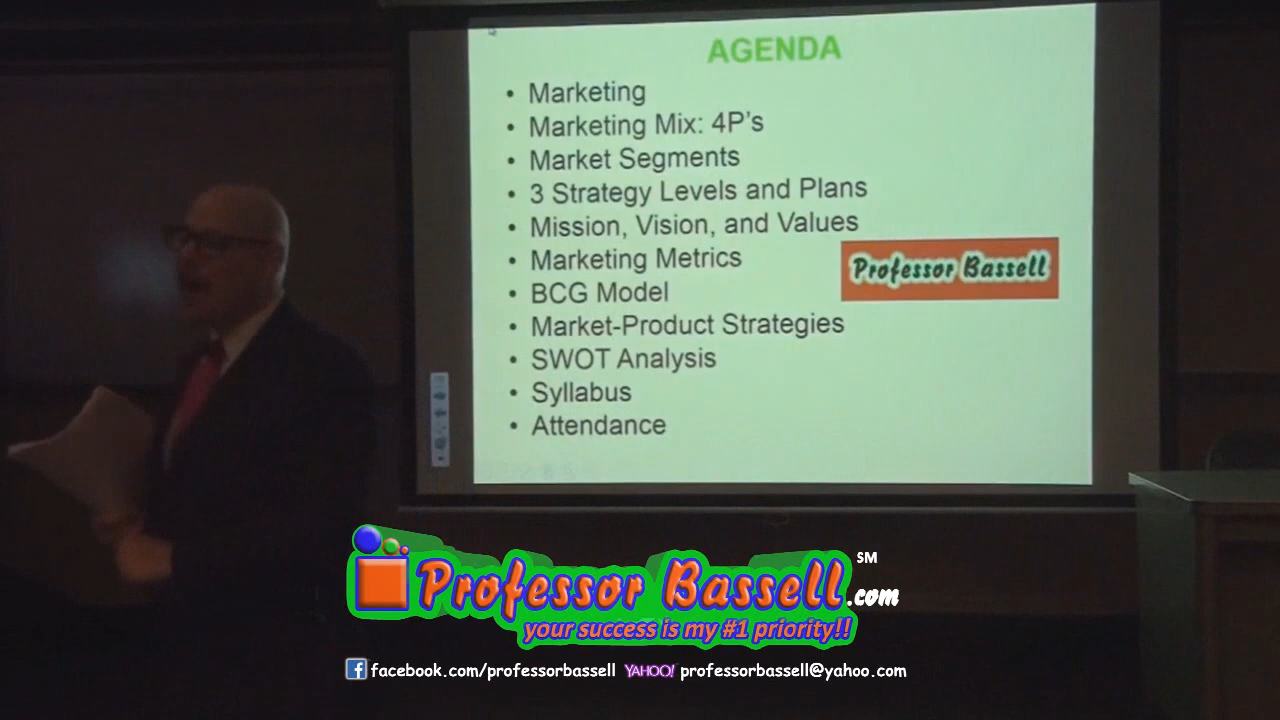 AGENDA
• Marketing
• Marketing Mix: 4P's
• Market Segments
• 3 Strategy Levels and Plans
• Mission, Vision, and Values
• Marketing Metrics
Professor Bassell
• BCG Model
• Market-Product Strategies
• SWOT Analysis
• Syllabus
• Attendance
Professor Bassell.com SM
your success is my #1 priority!!
f facebook.com/professorbassell YAHOO! professorbassell@yahoo.com